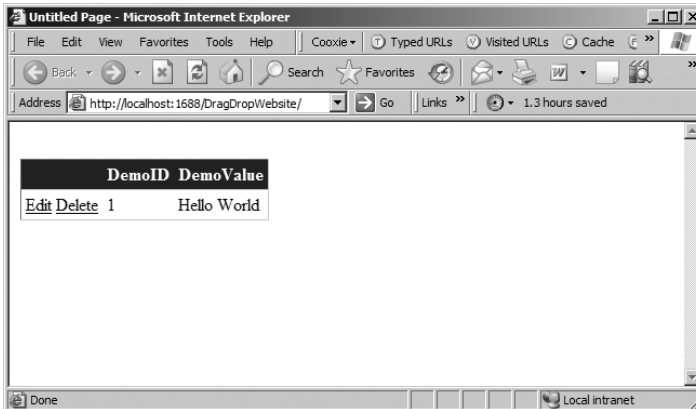 Untitled Page - Microsoft Internet Explorer
File Edit View Favorites Tools Help Cooxie T Typed URLs V Visited URLs C Cache F »
Back Search Favorites W »
Address http://localhost:1688/DragDropWebsite/ Go Links » 1.3 hours saved
DemoID DemoValue
Edit Delete 1 Hello World
Done Local intranet